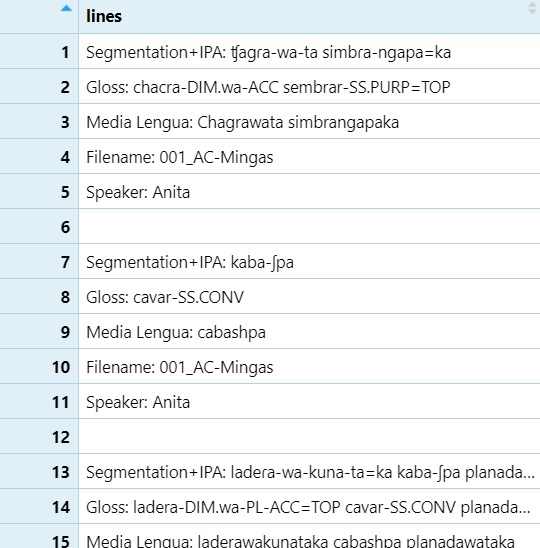 lines
1 Segmentation+IPA: ʧagɾa-wa-ta simbɾa-ngapa=ka
2 Gloss: chacra-DIM.wa-ACC sembrar-SS.PURP=TOP
3 Media Lengua: Chagrawata simbrangapaka
4 Filename: 001_AC-Mingas
5 Speaker: Anita
6
7 Segmentation+IPA: kaba-ʃpa
8 Gloss: cavar-SS.CONV
9 Media Lengua: cabashpa
10 Filename: 001_AC-Mingas
11 Speaker: Anita
12
13 Segmentation+IPA: ladeɾa-wa-kuna-ta=ka kaba-ʃpa planada...
14 Gloss: ladera-DIM.wa-PL-ACC=TOP cavar-SS.CONV planada...
15 Media Lengua: laderawakunataka cabashpa planadawataka